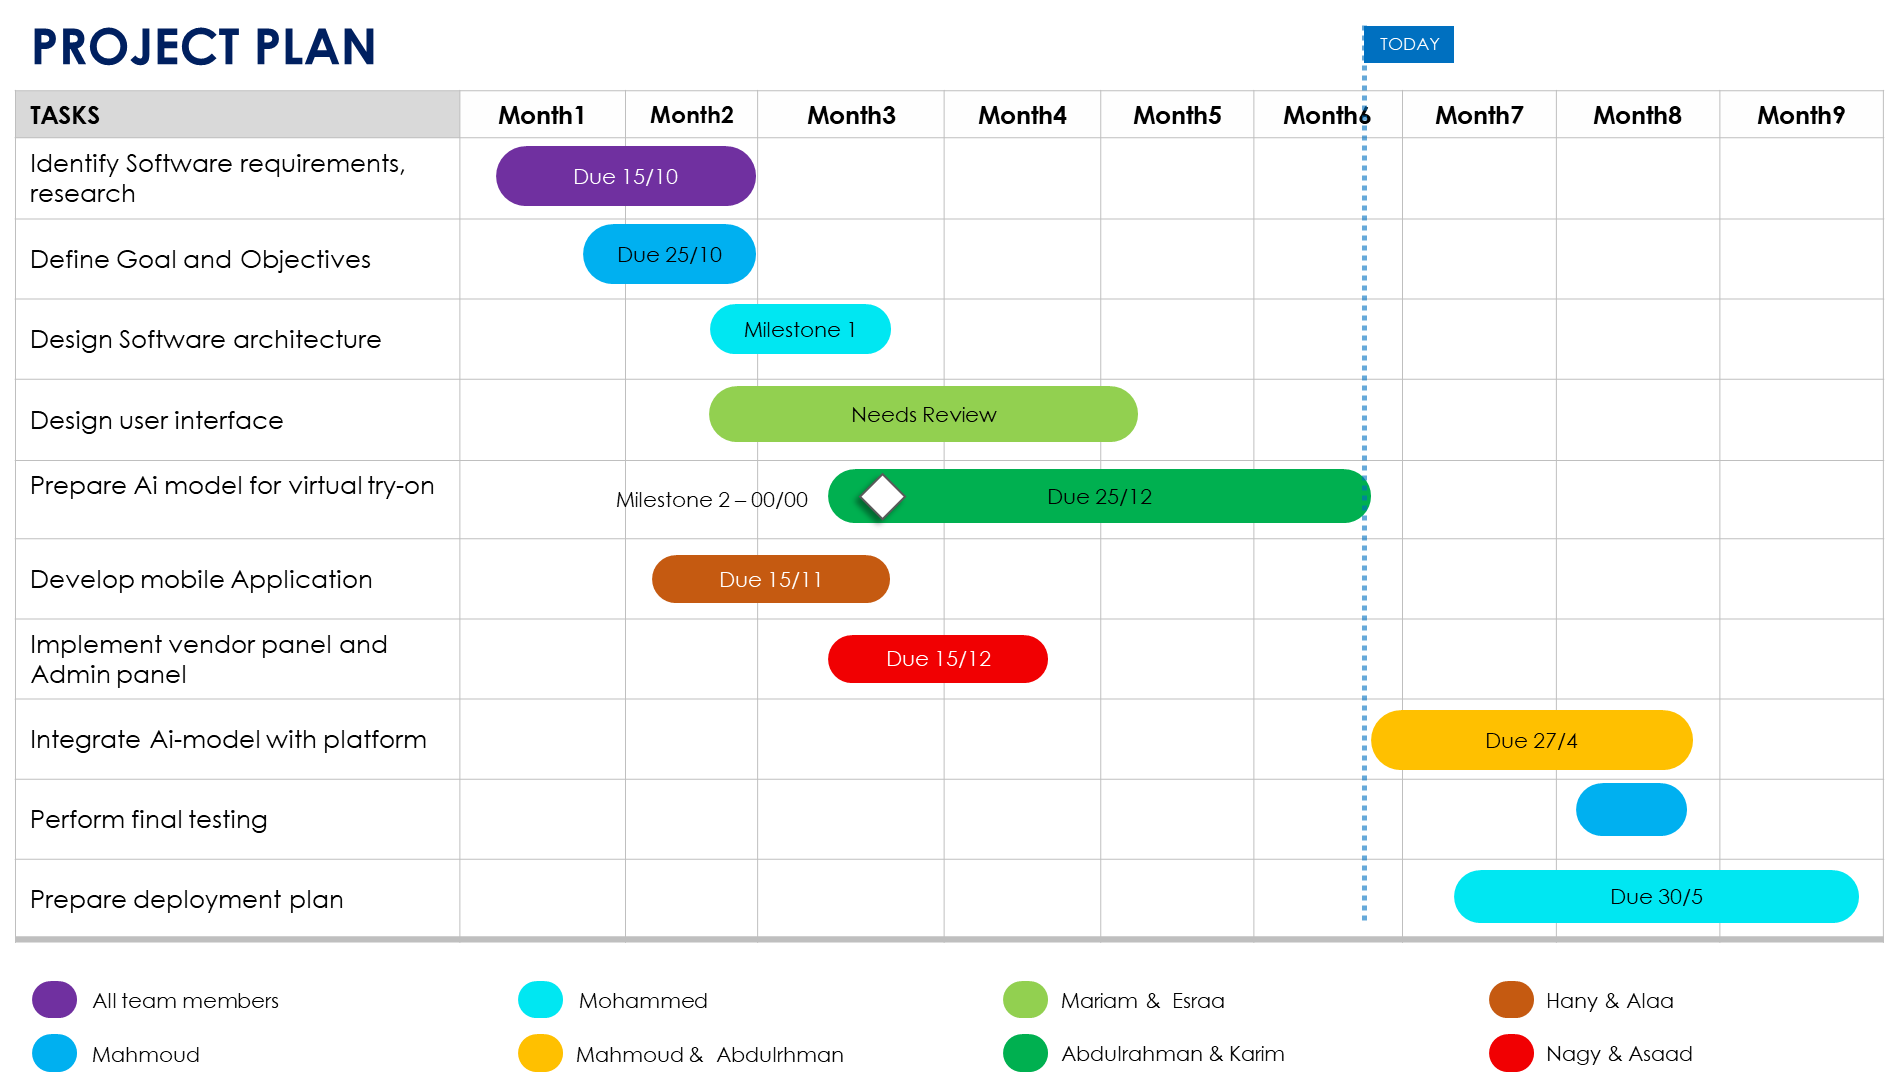 PROJECT PLAN
TODAY
TASKS Month1 Month2 Month3 Month4 Month5 Month6 Month7 Month8 Month9
Identify Software requirements,
research
Due 15/10
Define Goal and Objectives
Due 25/10
Design Software architecture
Milestone 1
Design user interface
Needs Review
Prepare Ai model for virtual try-on
Milestone 2 – 00/00
Due 25/12
Develop mobile Application
Due 15/11
Implement vendor panel and
Admin panel
Due 15/12
Integrate Ai-model with platform
Due 27/4
Perform final testing
Prepare deployment plan
Due 30/5
All team members
Mohammed
Mariam & Esraa
Hany & Alaa
Mahmoud
Mahmoud & Abdulrhman
Abdulrahman & Karim
Nagy & Asaad